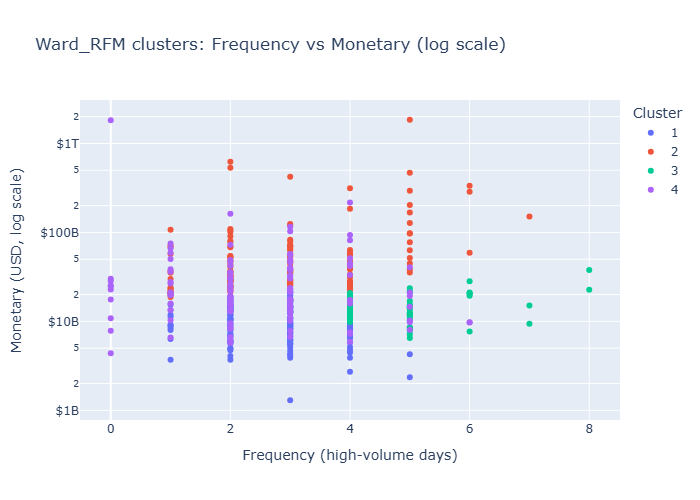 Ward_RFM clusters: Frequency vs Monetary (log scale)
Cluster
1
2
3
4
2
$1T
5
2
$100B
5
2
$10B
5
2
$1B
0
2
4
6
8
Monetary (USD, log scale)
Frequency (high-volume days)